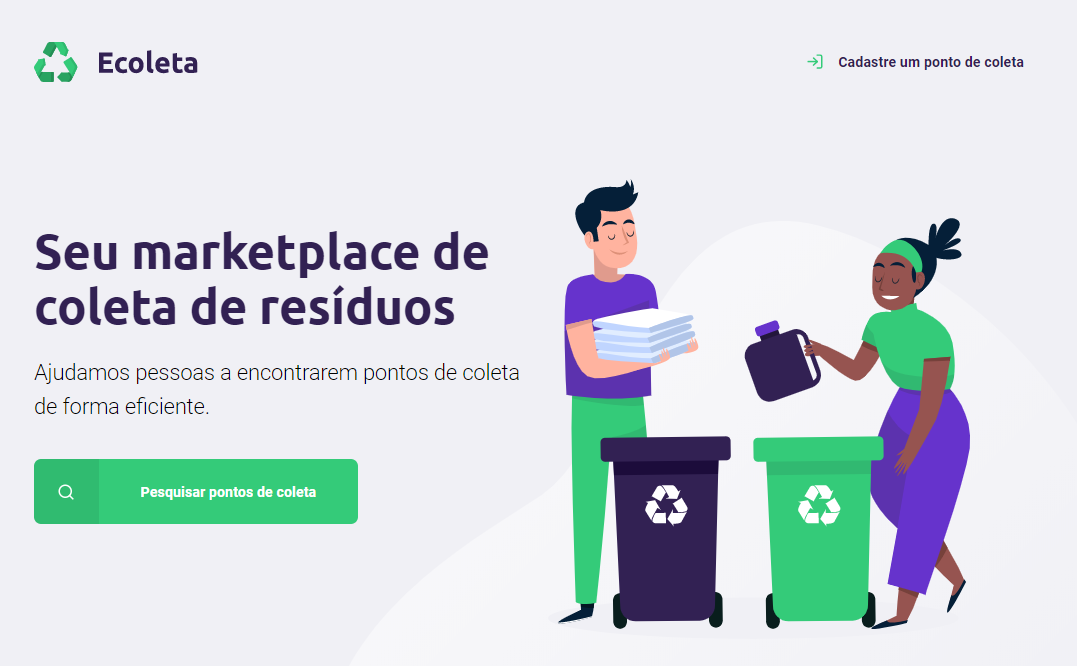 Ecoleta
Cadastre um ponto de coleta
Seu marketplace de
coleta de resíduos
Ajudamos pessoas a encontrarem pontos de coleta
de forma eficiente.
Pesquisar pontos de coleta